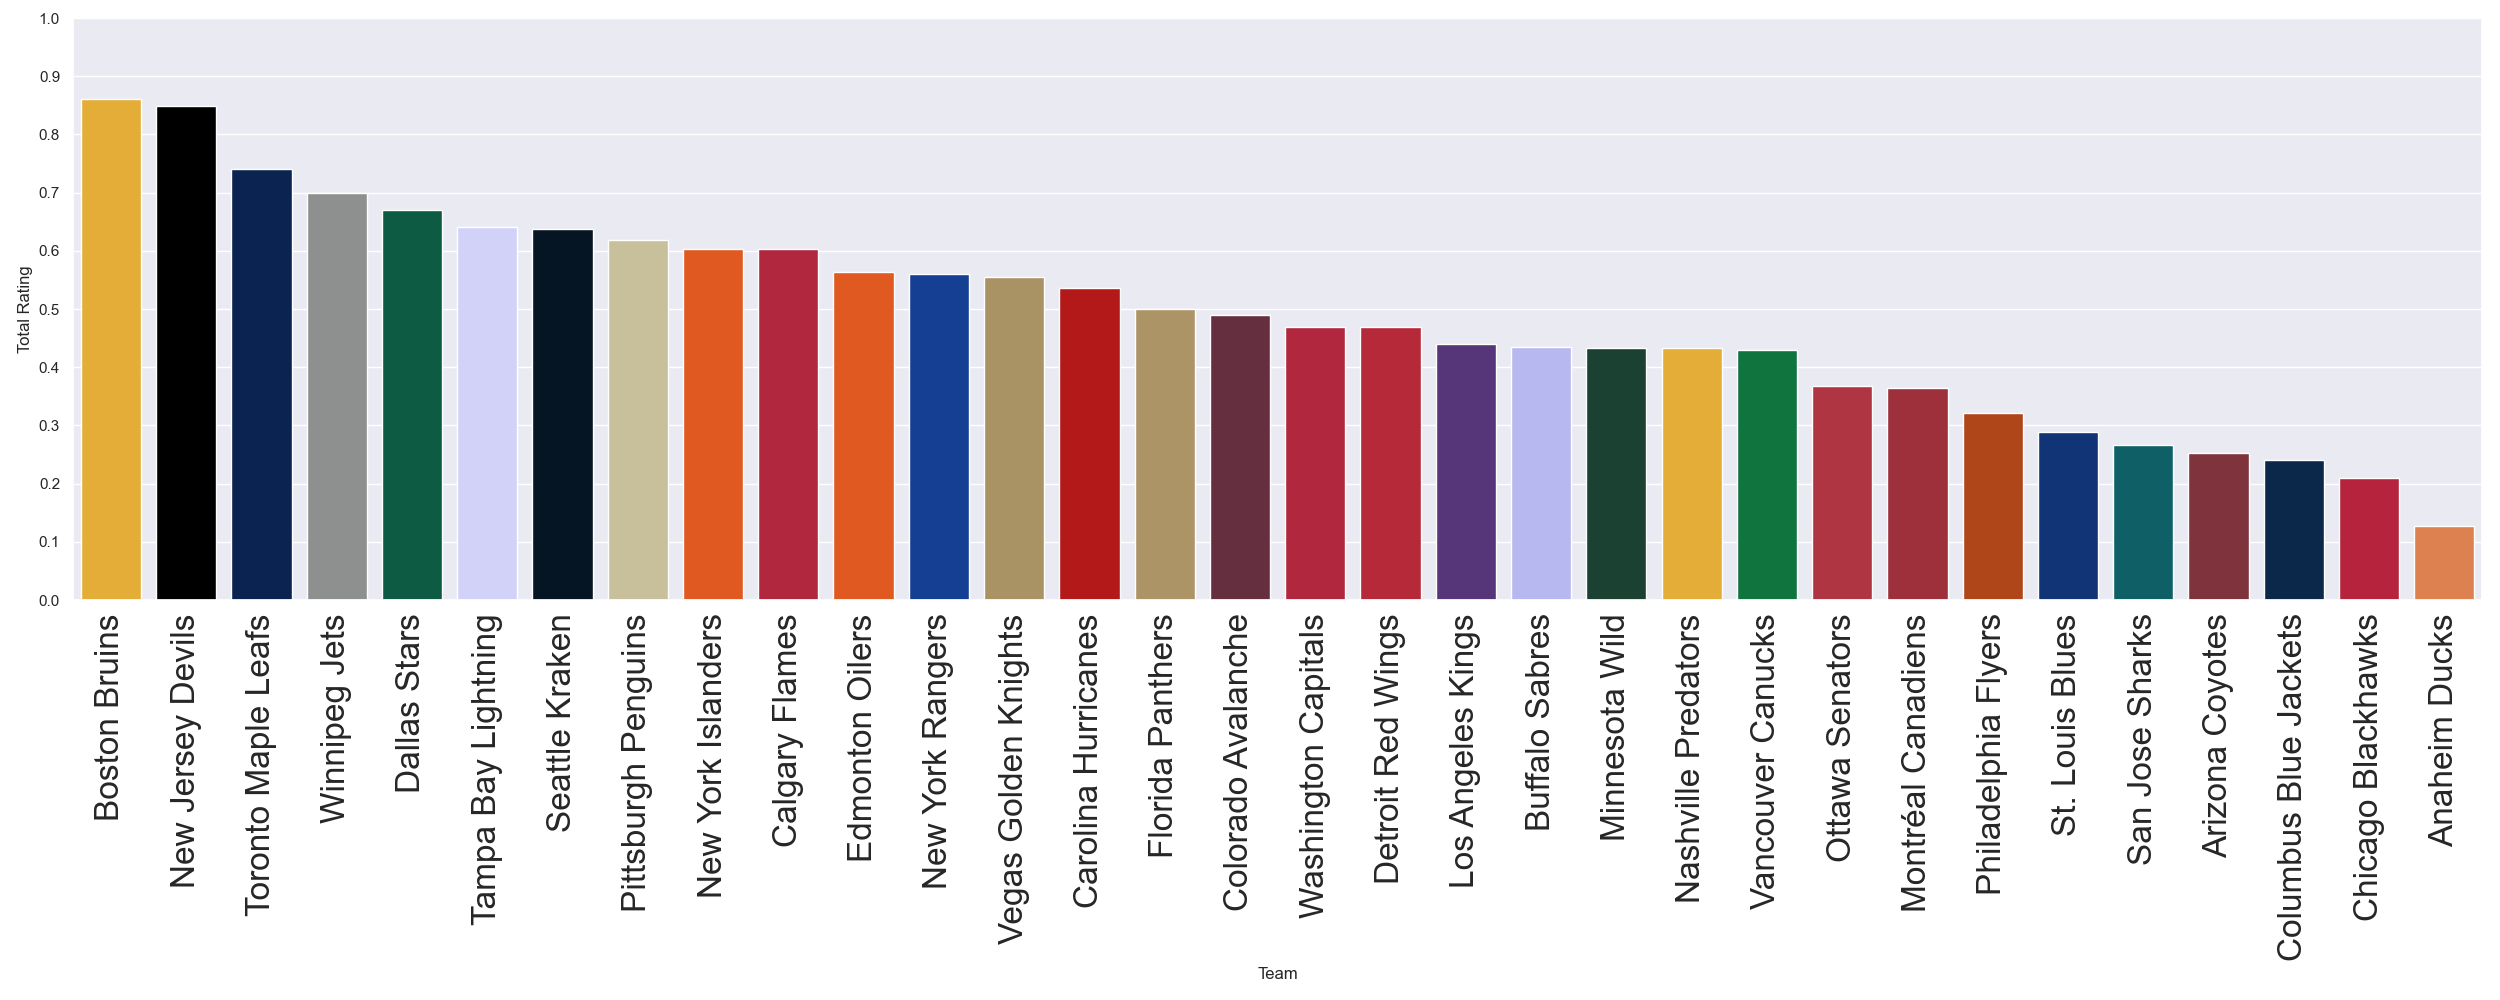 1.0
0.9
0.8
0.7
0.6
0.5
0.4
0.3
0.2
0.1
0.0
Total Rating
Boston Bruins
New Jersey Devils
Toronto Maple Leafs
Winnipeg Jets
Dallas Stars
Tampa Bay Lightning
Seattle Kraken
Pittsburgh Penguins
New York Islanders
Calgary Flames
Edmonton Oilers
New York Rangers
Vegas Golden Knights
Carolina Hurricanes
Florida Panthers
Colorado Avalanche
Washington Capitals
Detroit Red Wings
Los Angeles Kings
Buffalo Sabres
Minnesota Wild
Nashville Predators
Vancouver Canucks
Ottawa Senators
Montréal Canadiens
Philadelphia Flyers
St. Louis Blues
San Jose Sharks
Arizona Coyotes
Columbus Blue Jackets
Chicago Blackhawks
Anaheim Ducks
Team